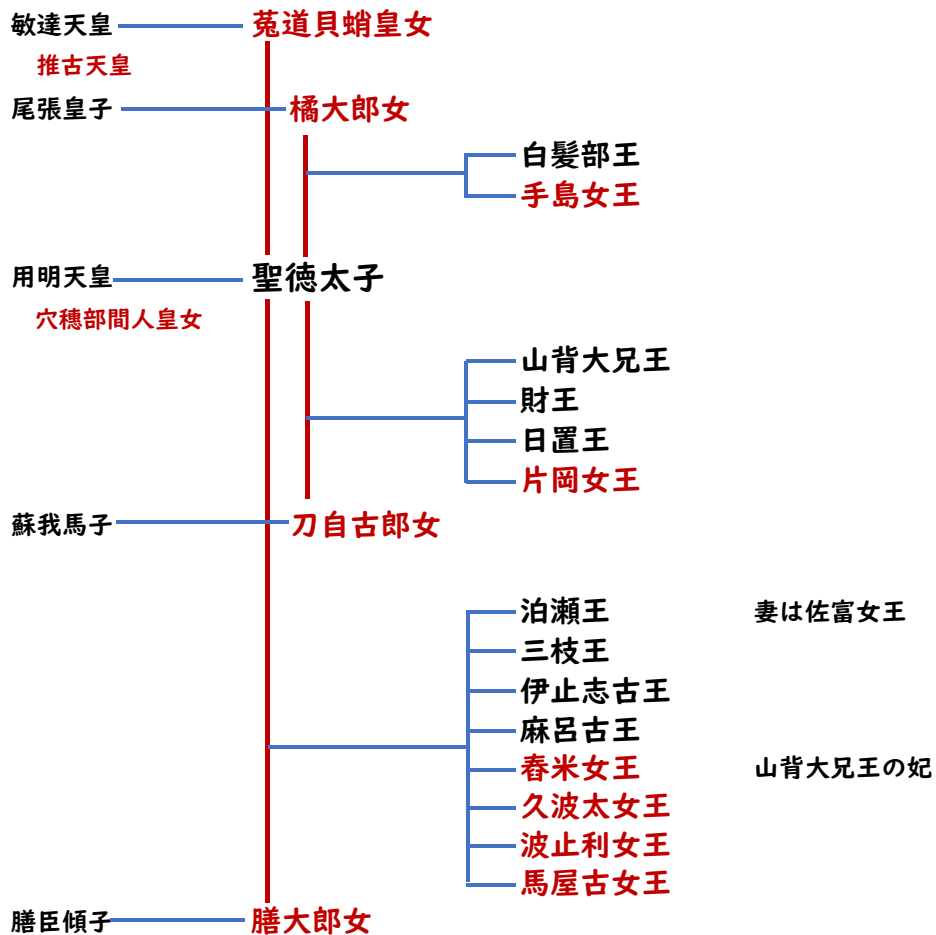 敏達天皇
菟道貝蛸皇女
推古天皇
尾張皇子
橘大郎女
白髪部王
手島女王
用明天皇
聖徳太子
穴穂部間人皇女
山背大兄王
財王
日置王
片岡女王
蘇我馬子
刀自古郎女
泊瀬王
妻は佐富女王
三枝王
伊止志古王
麻呂古王
舂米女王
山背大兄王の妃
久波太女王
波止利女王
馬屋古女王
膳臣傾子
膳大郎女